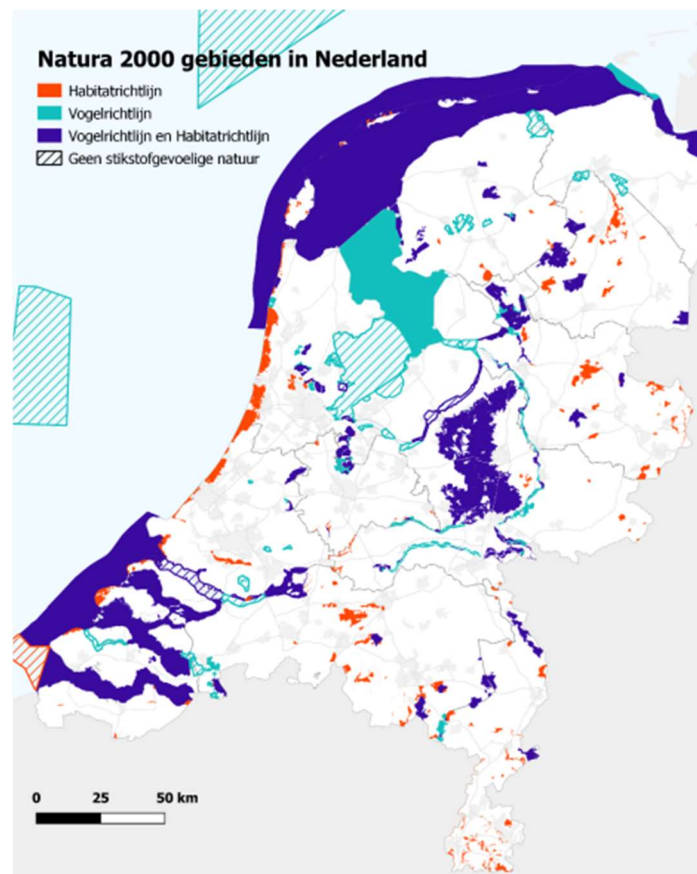 Natura 2000 gebieden in Nederland
Habitatrichtlijn
Vogelrichtlijn
Vogelrichtlijn en Habitatrichtlijn
Geen stikstofgevoelige natuur
0 25 50 km